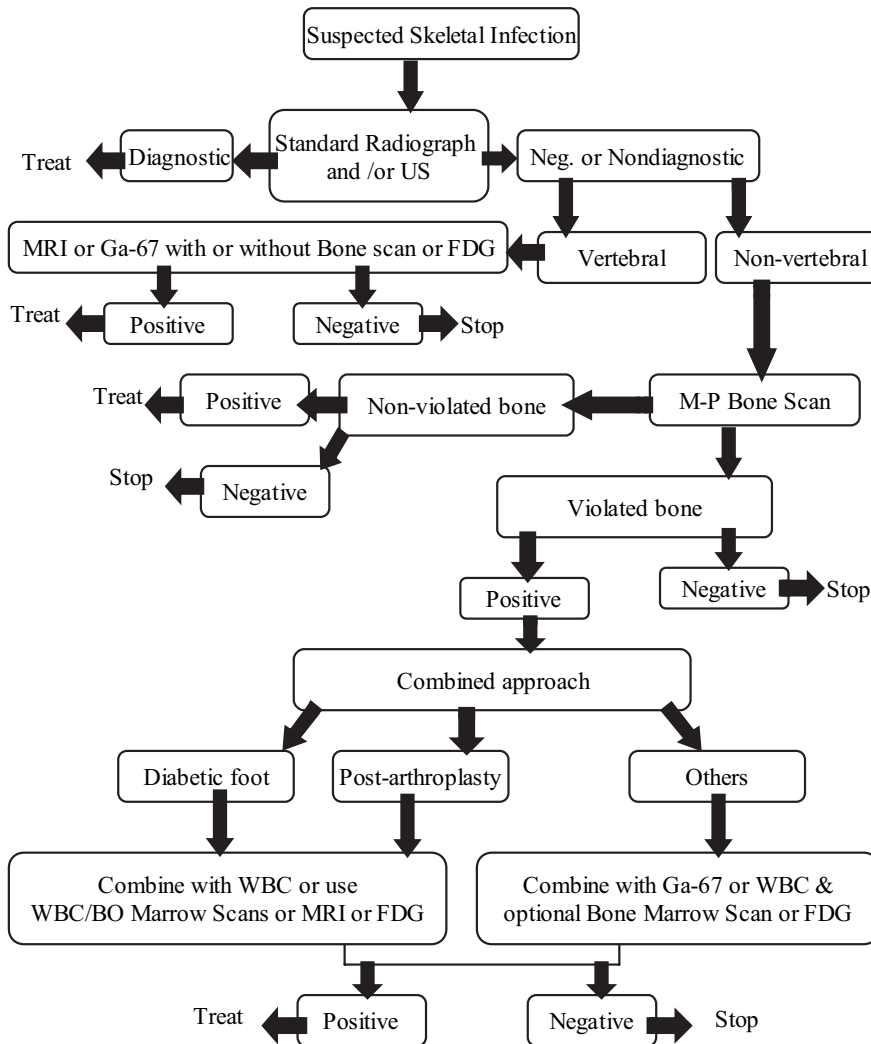 Suspected Skeletal Infection
Treat
Diagnostic
Standard Radiograph
and /or US
Neg. or Nondiagnostic
MRI or Ga-67 with or without Bone scan or FDG
Vertebral
Non-vertebral
Treat
Positive
Negative
Stop
Treat
Positive
Non-violated bone
M-P Bone Scan
Stop
Negative
Violated bone
Positive
Negative
Stop
Combined approach
Diabetic foot
Post-arthroplasty
Others
Combine with WBC or use
WBC/BO Marrow Scans or MRI or FDG
Combine with Ga-67 or WBC &
optional Bone Marrow Scan or FDG
Treat
Positive
Negative
Stop